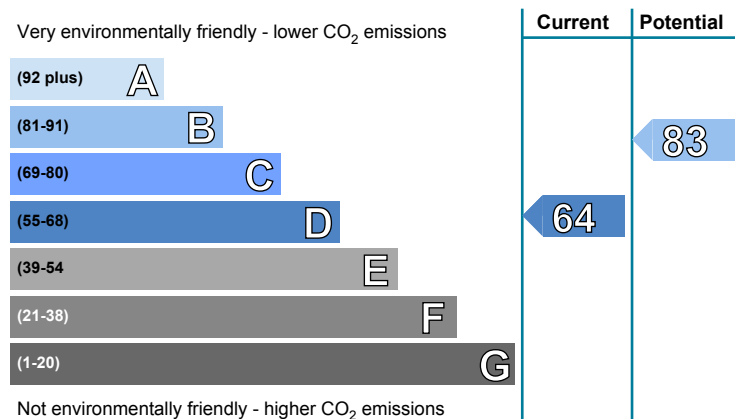 Very environmentally friendly - lower CO2 emissions
Current
Potential
(92 plus) A
(81-91) B
83
(69-80) C
(55-68) D
64
(39-54 E
(21-38) F
(1-20) G
Not environmentally friendly - higher CO2 emissions